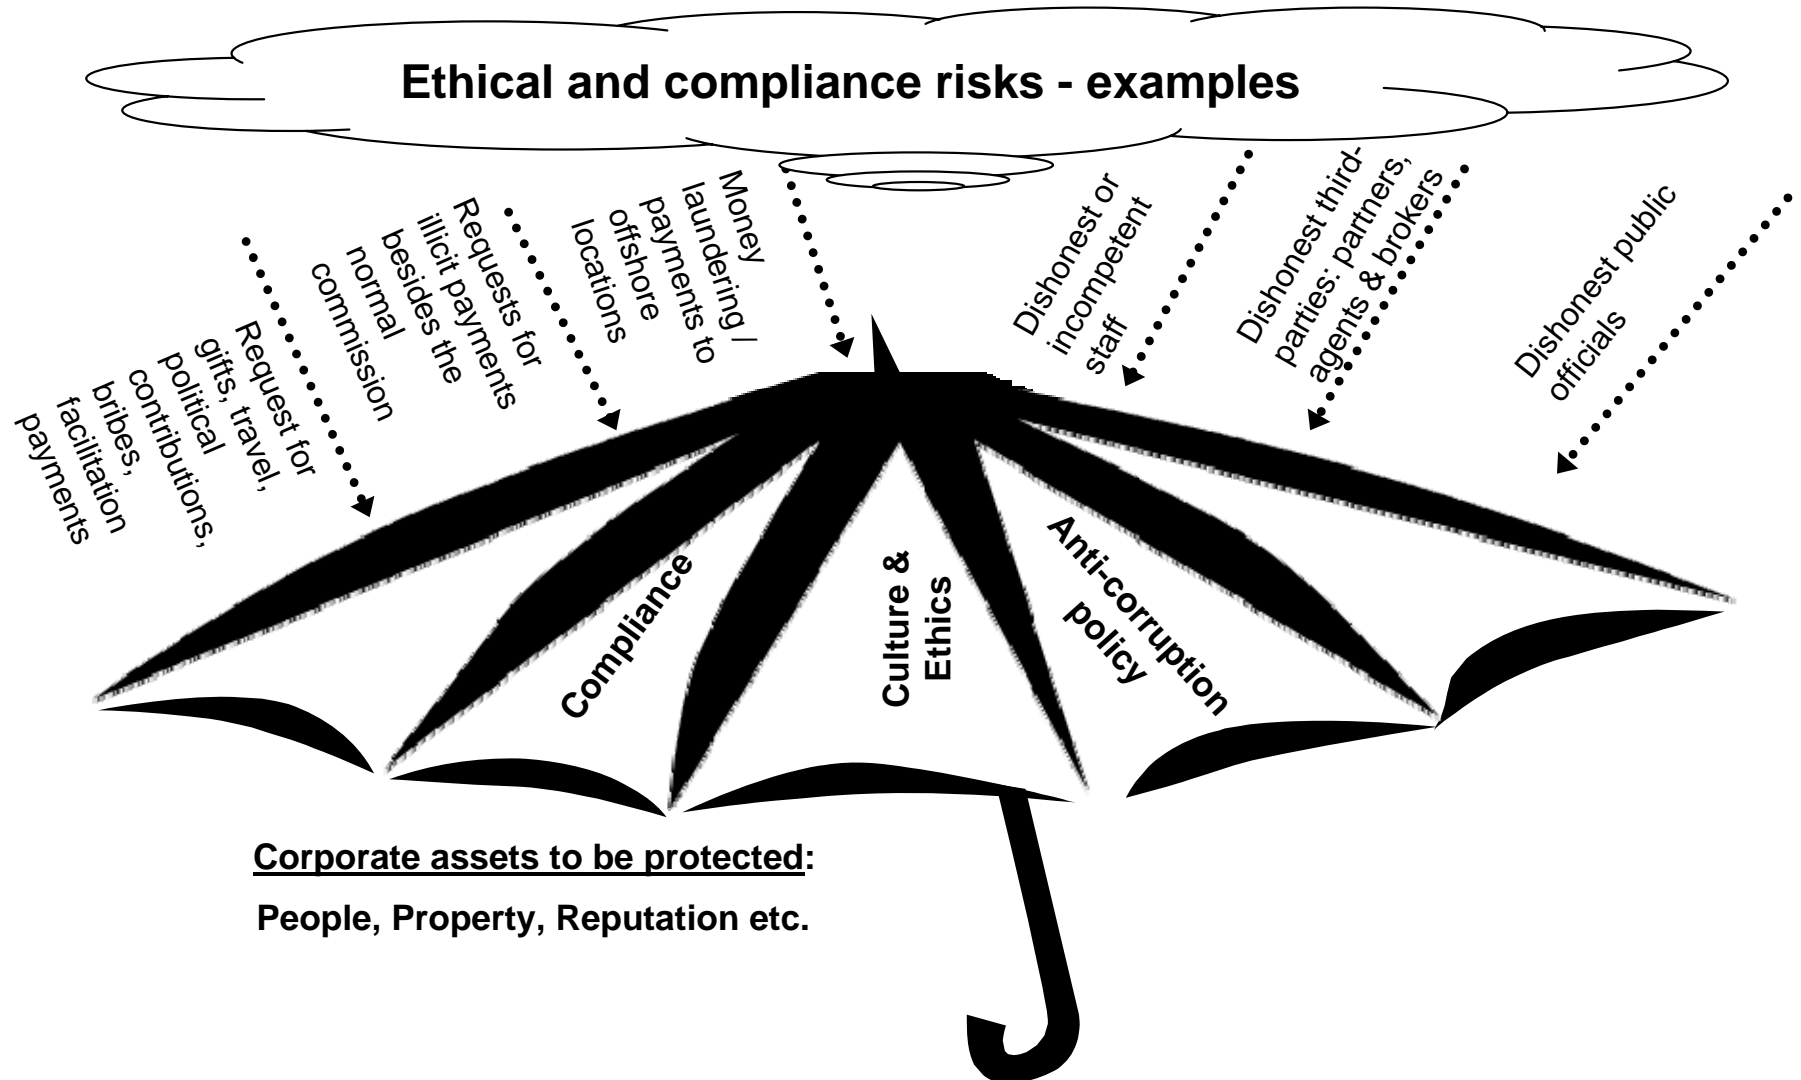 Ethical and compliance risks - examples
Request for
gifts, travel,
political
contributions,
bribes,
facilitation
payments
Requests for
illicit payments
besides the
normal
commission
Money
laundering /
payments to
offshore
locations
Dishonest or
incompetent
staff
Dishonest third-
parties: partners,
agents & brokers
Dishonest public
officials
Compliance
Culture &
Ethics
Anti-corruption
policy
Corporate assets to be protected:
People, Property, Reputation etc.